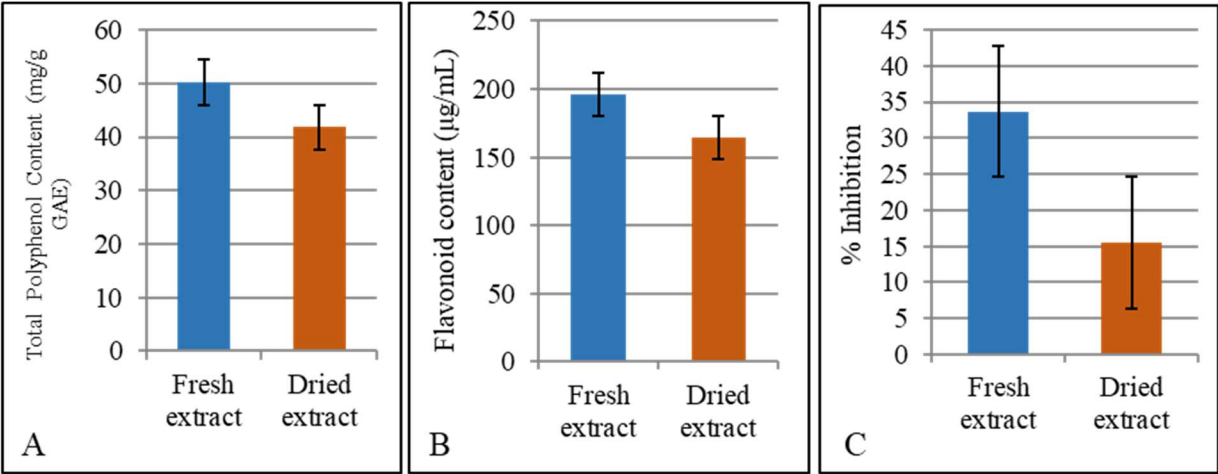 Total Polyphenol Content (mg/g
GAE)
60
50
40
30
20
10
0
Fresh
extract
Dried
extract
A
Flavonoid content (µg/mL)
250
200
150
100
50
0
Fresh
extract
Dried
extract
B
% Inhibition
45
40
35
30
25
20
15
10
5
0
Fresh
extract
Dried
extract
C